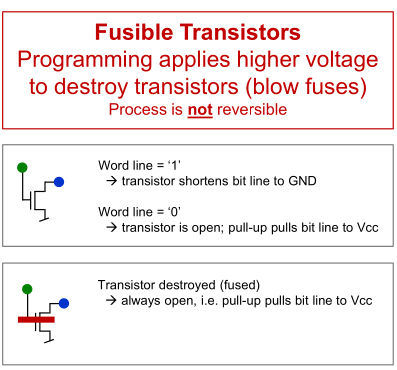 Fusible Transistors
Programming applies higher voltage
to destroy transistors (blow fuses)
Process is not reversible
Word line = ‘1’
→ transistor shortens bit line to GND
Word line = ‘0’
→ transistor is open; pull-up pulls bit line to Vcc
Transistor destroyed (fused)
→ always open, i.e. pull-up pulls bit line to Vcc